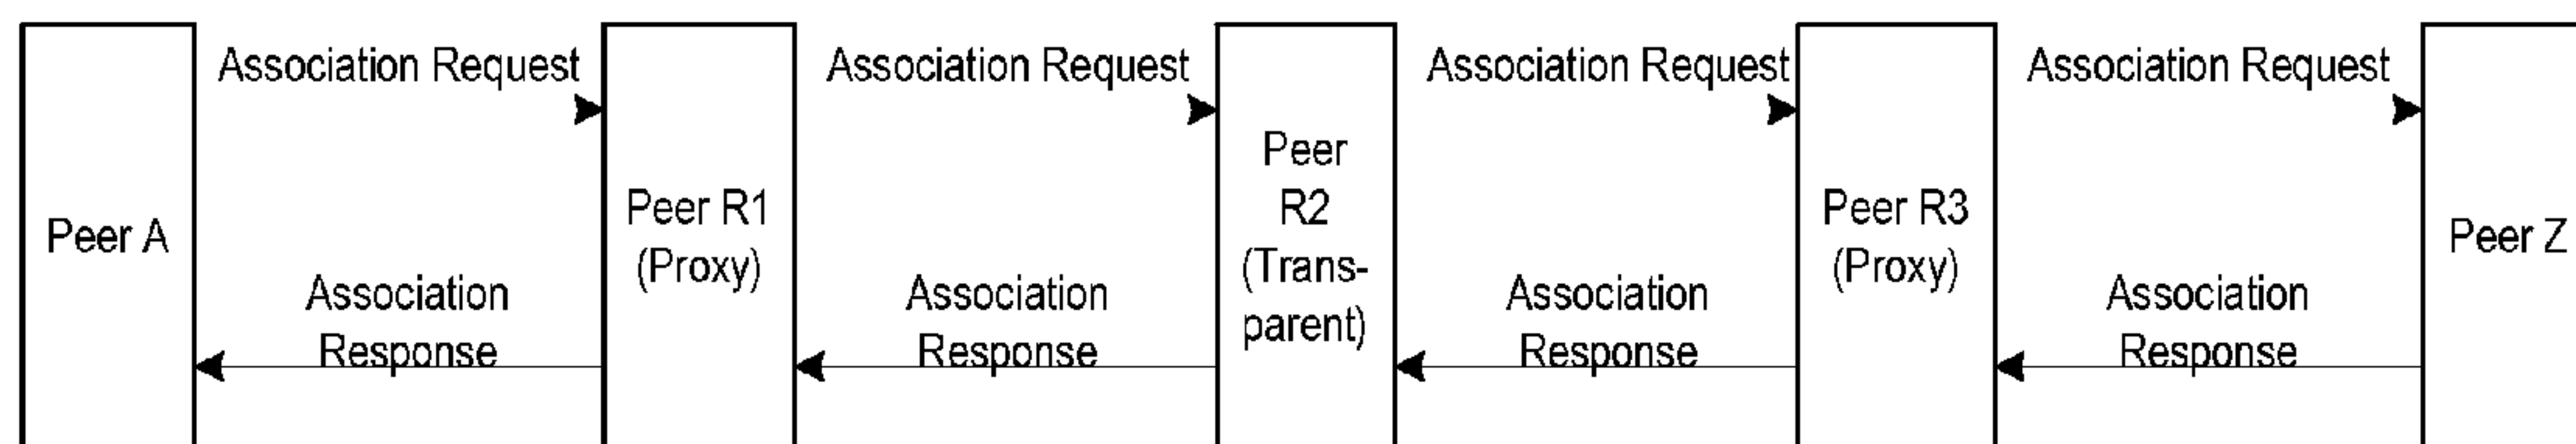 Association Request
Association Request
Association Request
Association Request
Peer A
Peer R1
(Proxy)
Peer
R2
(Trans-
parent)
Peer R3
(Proxy)
Peer Z
Association
Response
Association
Response
Association
Response
Association
Response